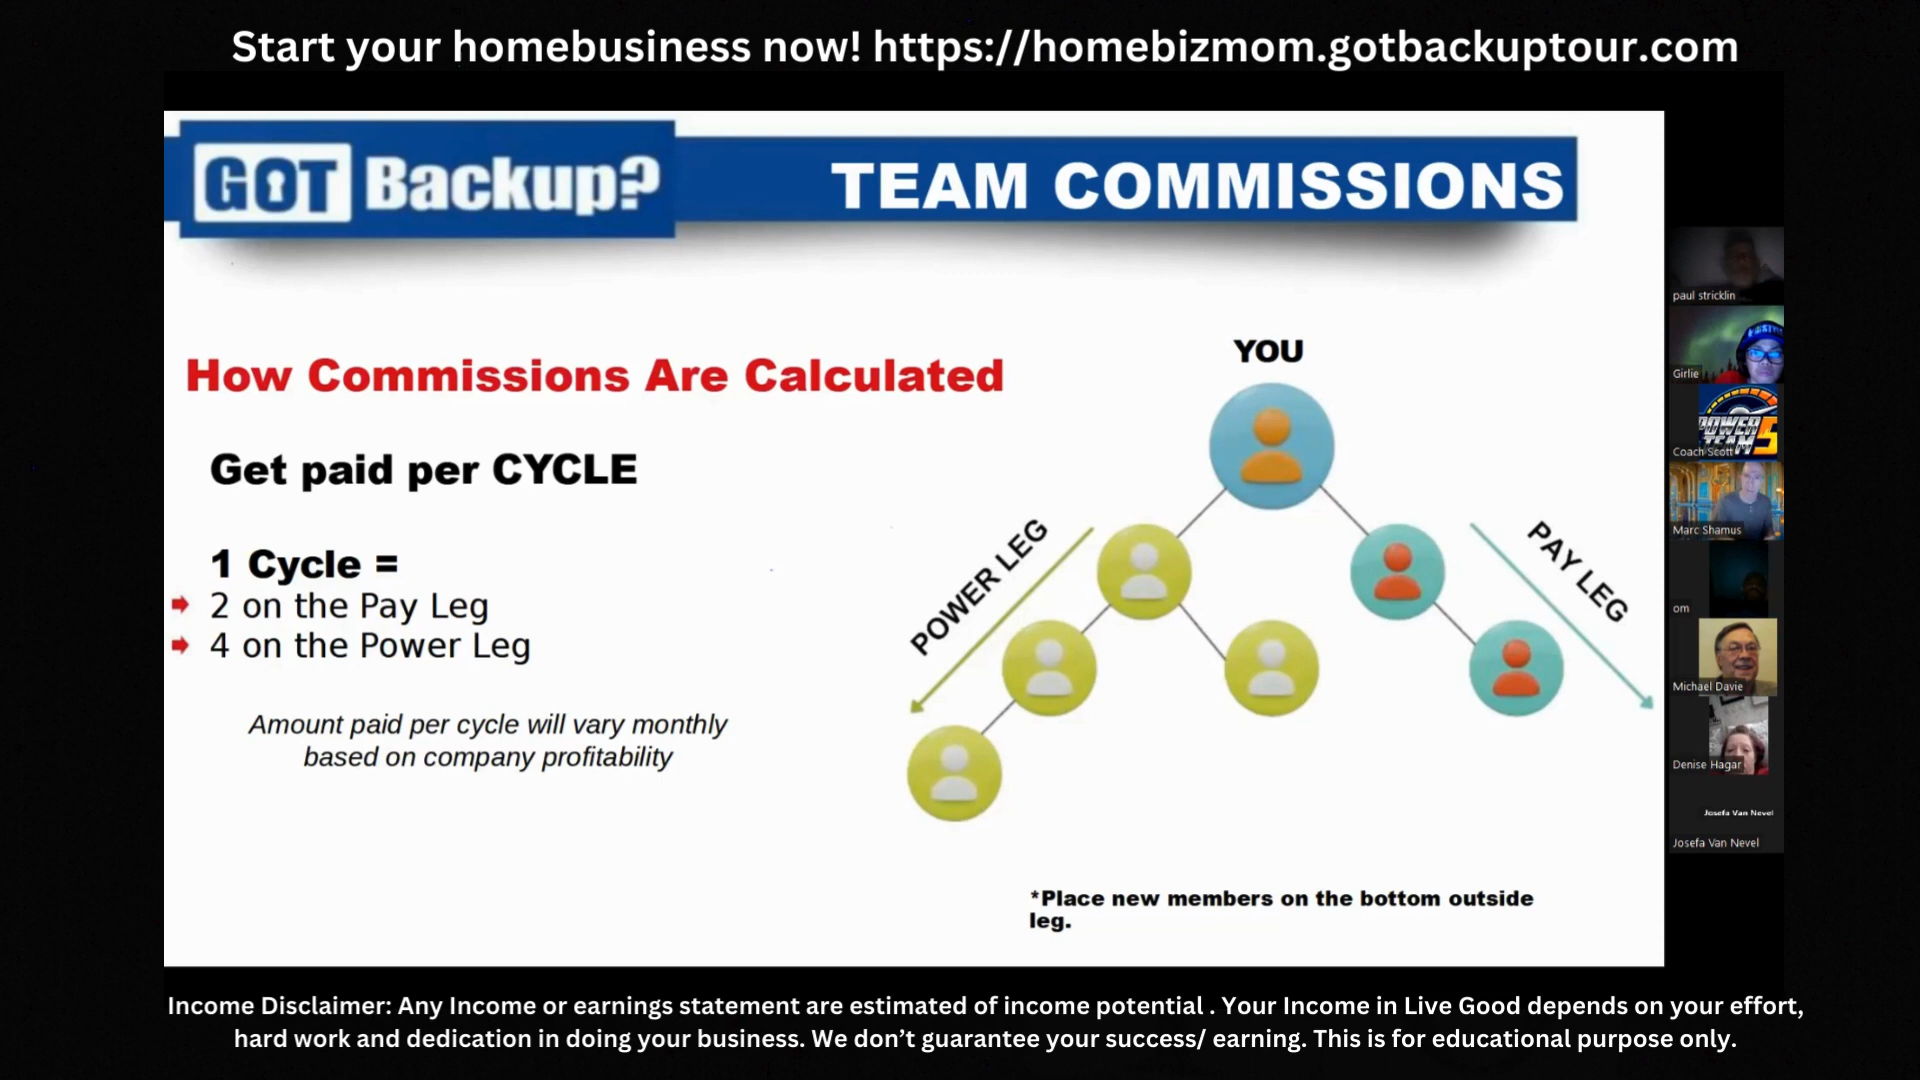 Start your homebusiness now! https://homebizmom.gotbackuptour.com
GOT Backup?
TEAM COMMISSIONS
How Commissions Are Calculated
Get paid per CYCLE
1 Cycle =
2 on the Pay Leg
4 on the Power Leg
Amount paid per cycle will vary monthly
based on company profitability
YOU
POWER LEG
PAY LEG
*Place new members on the bottom outside
leg.
paul stricklin
Girlie
POWER
TEAM 5
Coach Scott
Marc Shamus
om
Michael Davie
Denise Hagar
Josefa Van Nevel
Josefa Van Nevel
Income Disclaimer: Any Income or earnings statement are estimated of income potential . Your Income in Live Good depends on your effort,
hard work and dedication in doing your business. We don’t guarantee your success/ earning. This is for educational purpose only.